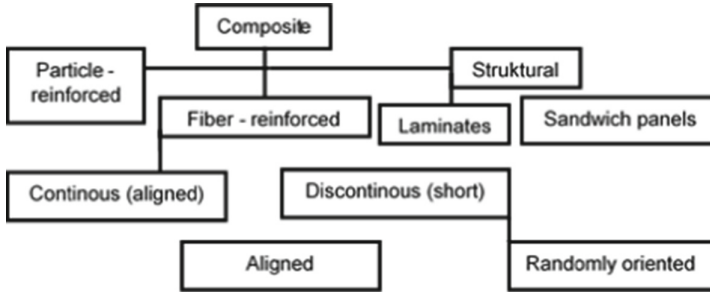 Composite
Particle -
reinforced
Struktural
Fiber - reinforced
Laminates
Sandwich panels
Continous (aligned)
Discontinous (short)
Aligned
Randomly oriented